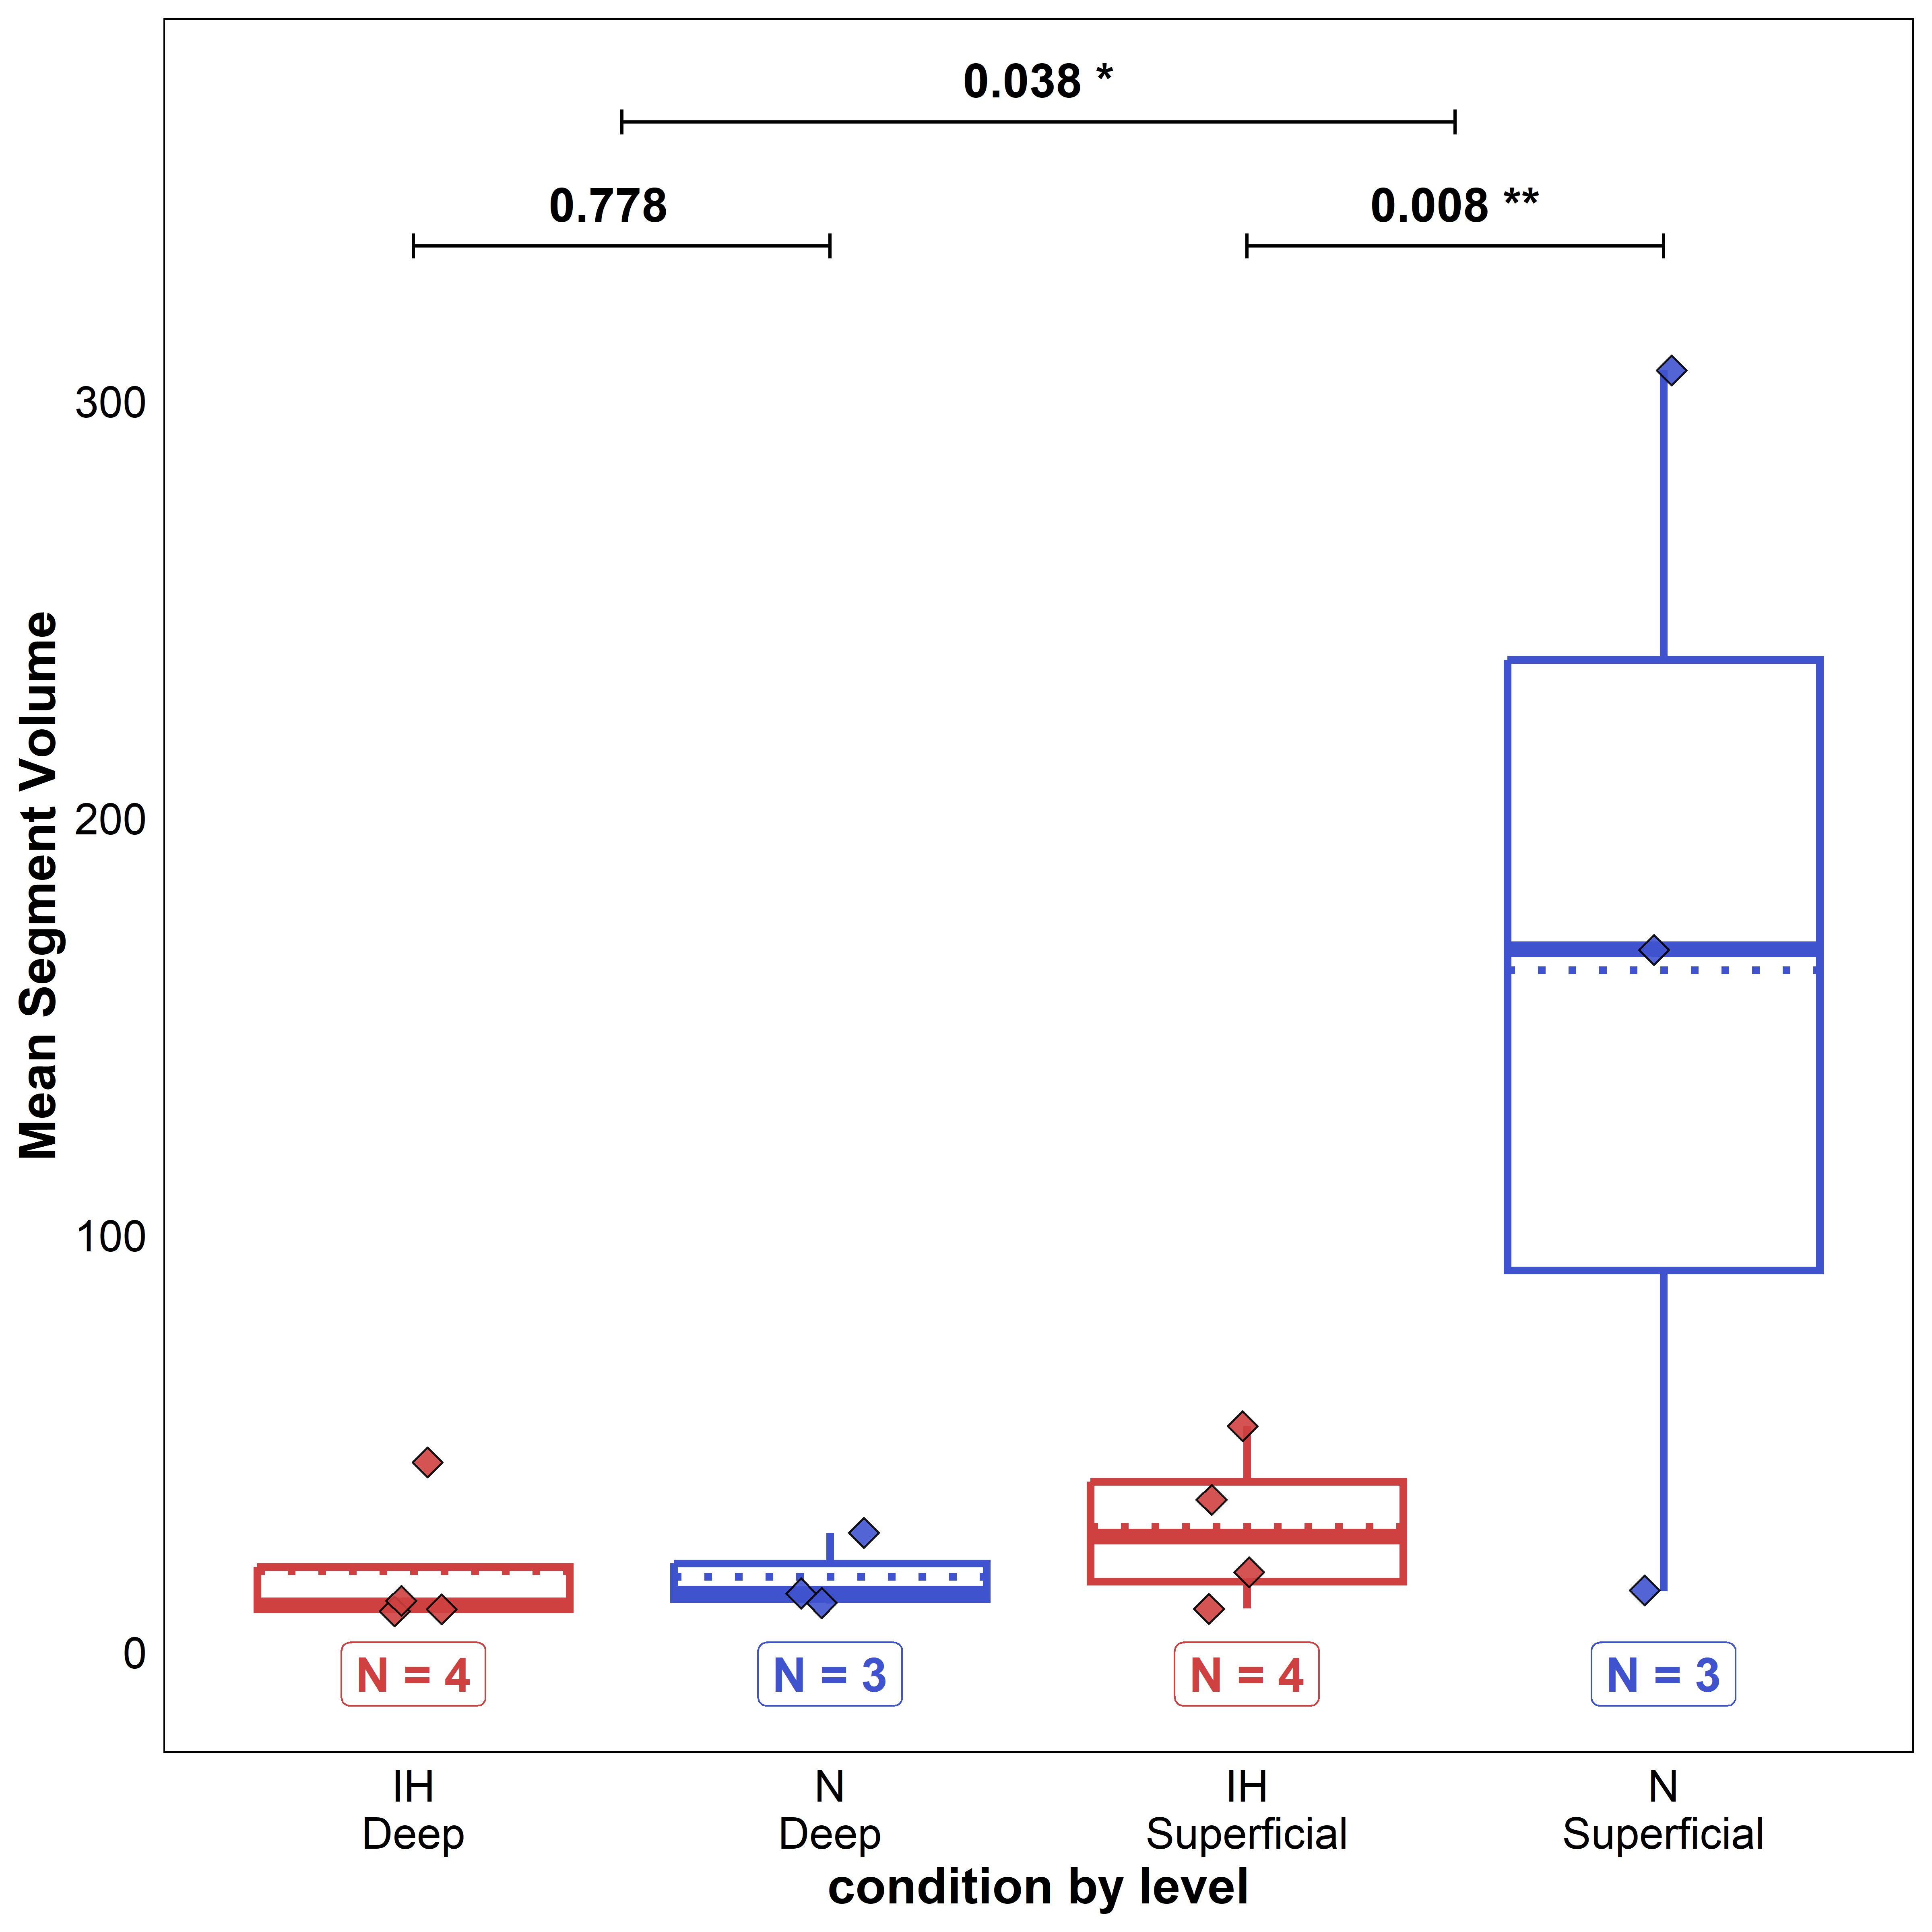 0.038 *
0.778
0.008 **
Mean Segment Volume
300
200
100
0
N = 4
N = 3
N = 4
N = 3
IH
Deep
N
Deep
IH
Superficial
N
Superficial
condition by level